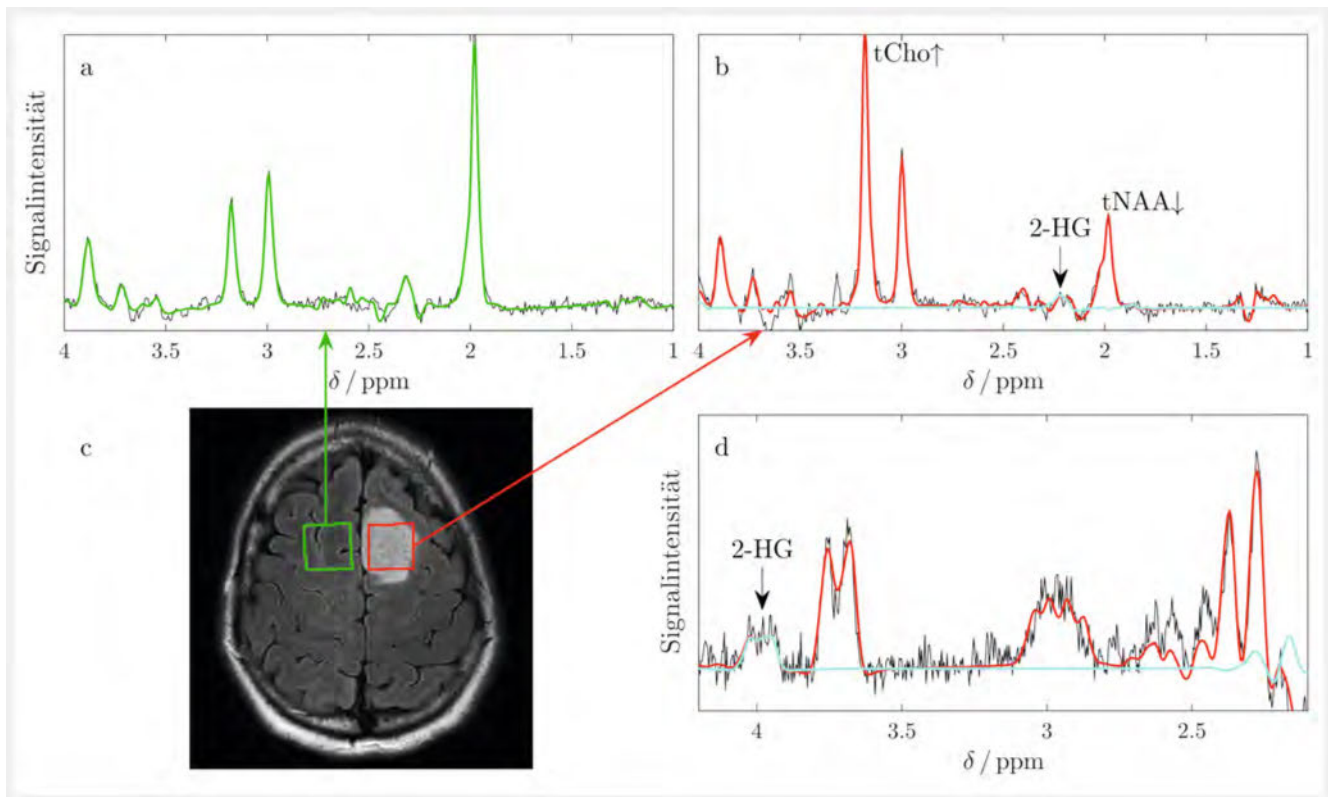 a
Signalintensität
4 3.5 3 2.5 2 1.5 1
δ / ppm
b
tCho↑
2-HG
tNAA↓
4 3.5 3 2.5 2 1.5 1
δ / ppm
c
d
Signalintensität
2-HG
4 3.5 3 2.5
δ / ppm